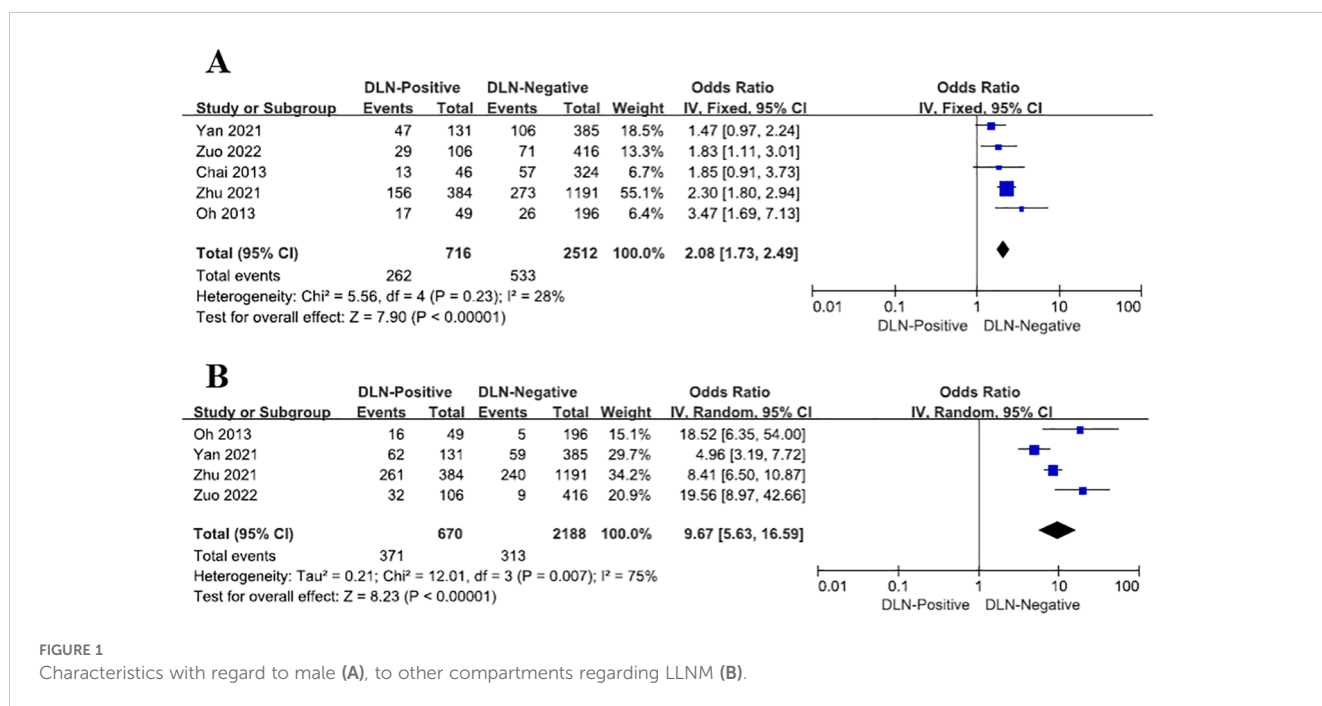 A
DLN-Positive DLN-Negative Odds Ratio Odds Ratio
Study or Subgroup Events Total Events Total Weight IV, Fixed, 95% CI IV, Fixed, 95% CI
Yan 2021 47 131 106 385 18.5% 1.47 [0.97, 2.24]
Zuo 2022 29 106 71 416 13.3% 1.83 [1.11, 3.01]
Chai 2013 13 46 57 324 6.7% 1.85 [0.91, 3.73]
Zhu 2021 156 384 273 1191 55.1% 2.30 [1.80, 2.94]
Oh 2013 17 49 26 196 6.4% 3.47 [1.69, 7.13]
Total (95% CI) 716 2512 100.0% 2.08 [1.73, 2.49]
Total events 262 533
Heterogeneity: Chi² = 5.56, df = 4 (P = 0.23); I² = 28%
Test for overall effect: Z = 7.90 (P < 0.00001)
0.01 0.1 1 10 100
DLN-Positive DLN-Negative
B
DLN-Positive DLN-Negative Odds Ratio Odds Ratio
Study or Subgroup Events Total Events Total Weight IV, Random, 95% CI IV, Random, 95% CI
Oh 2013 16 49 5 196 15.1% 18.52 [6.35, 54.00]
Yan 2021 62 131 59 385 29.7% 4.96 [3.19, 7.72]
Zhu 2021 261 384 240 1191 34.2% 8.41 [6.50, 10.87]
Zuo 2022 32 106 9 416 20.9% 19.56 [8.97, 42.66]
Total (95% CI) 670 2188 100.0% 9.67 [5.63, 16.59]
Total events 371 313
Heterogeneity: Tau² = 0.21; Chi² = 12.01, df = 3 (P = 0.007); I² = 75%
Test for overall effect: Z = 8.23 (P < 0.00001)
0.01 0.1 1 10 100
DLN-Positive DLN-Negative
FIGURE 1
Characteristics with regard to male (A), to other compartments regarding LLNM (B).